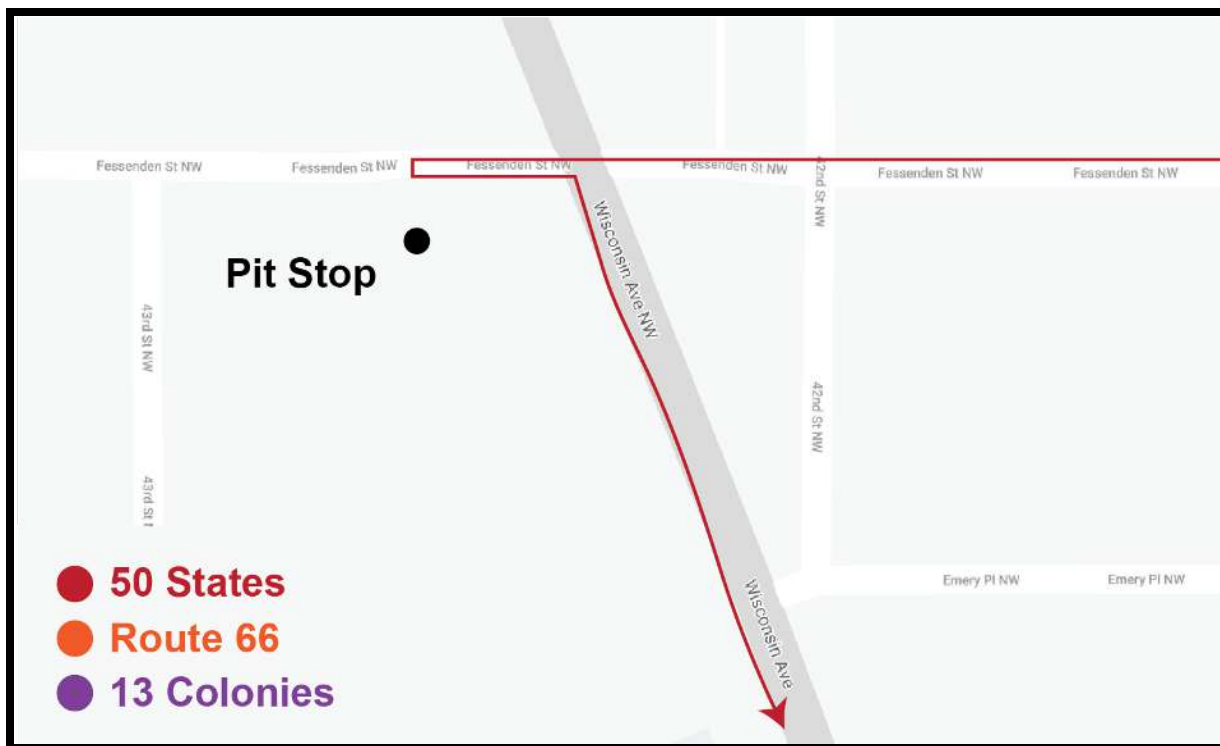 Fessenden St NW
Fessenden St NW
Fessenden St NW
Fessenden St NW
42nd St NW
Fessenden St NW
Fessenden St NW
Wisconsin Ave NW
Pit Stop
43rd St NW
42nd St NW
43rd St
Wisconsin Ave
Emery Pl NW
Emery Pl NW
50 States
Route 66
13 Colonies